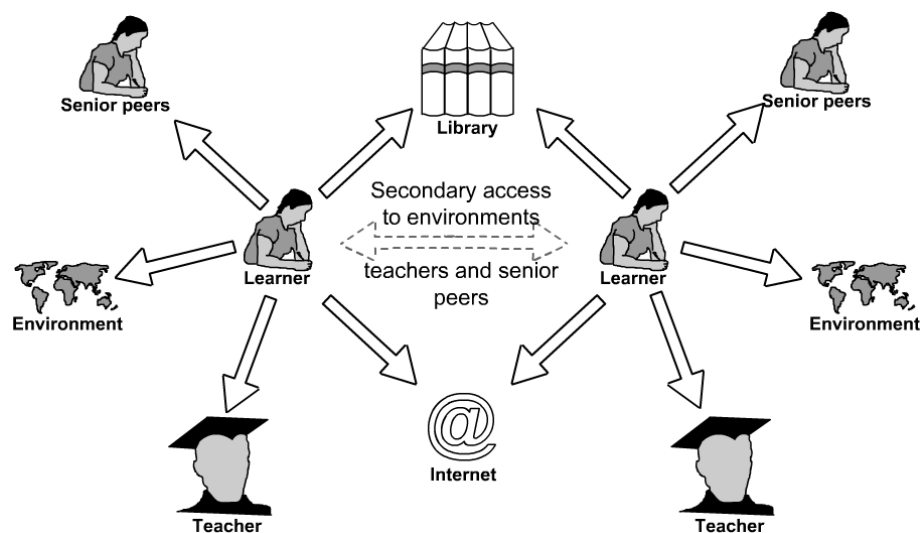 Senior peers
Library
Senior peers
Secondary access
to environments
Learner
teachers and senior
peers
Learner
Environment
Environment
@
Internet
Teacher
Teacher